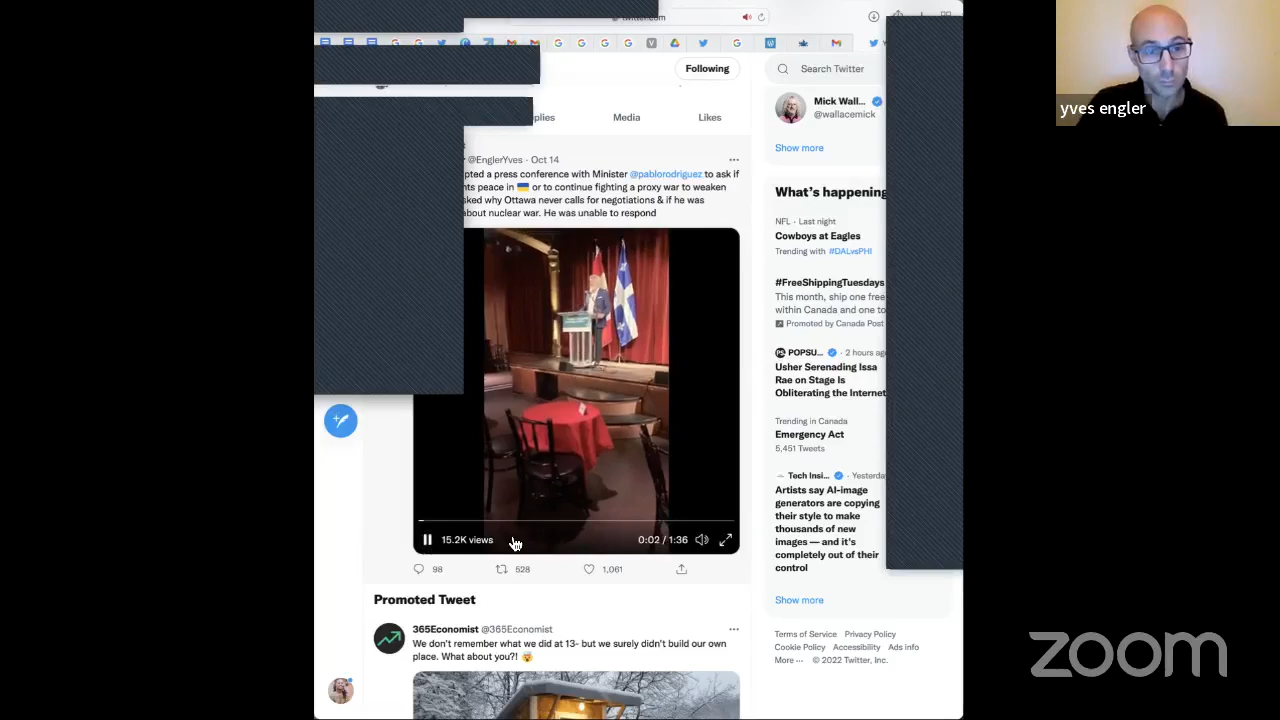 twitter.com
Following
Search Twitter
plies
Media
Likes
Mick Wall...
@wallacemick
Show more
@EnglerYves · Oct 14
pted a press conference with Minister @pablorodriguez to ask if
nts peace in 🇺🇦 or to continue fighting a proxy war to weaken
sked why Ottawa never calls for negotiations & if he was
about nuclear war. He was unable to respond
15.2K views
0:02 / 1:36
98
528
1,061
What's happening
NFL · Last night
Cowboys at Eagles
Trending with #DALvsPHI
#FreeShippingTuesdays
This month, ship one free
within Canada and one to
Promoted by Canada Post
POPSU... · 2 hours ago
Usher Serenading Issa
Rae on Stage Is
Obliterating the Internet
Trending in Canada
Emergency Act
5,451 Tweets
Tech Insi... · Yesterday
Artists say AI-image
generators are copying
their style to make
thousands of new
images — and it's
completely out of their
control
Show more
Promoted Tweet
365Economist @365Economist
We don't remember what we did at 13- but we surely didn't build our own
place. What about you?! 🤯
Terms of Service Privacy Policy
Cookie Policy Accessibility Ads info
More ··· © 2022 Twitter, Inc.
yves engler
zoom